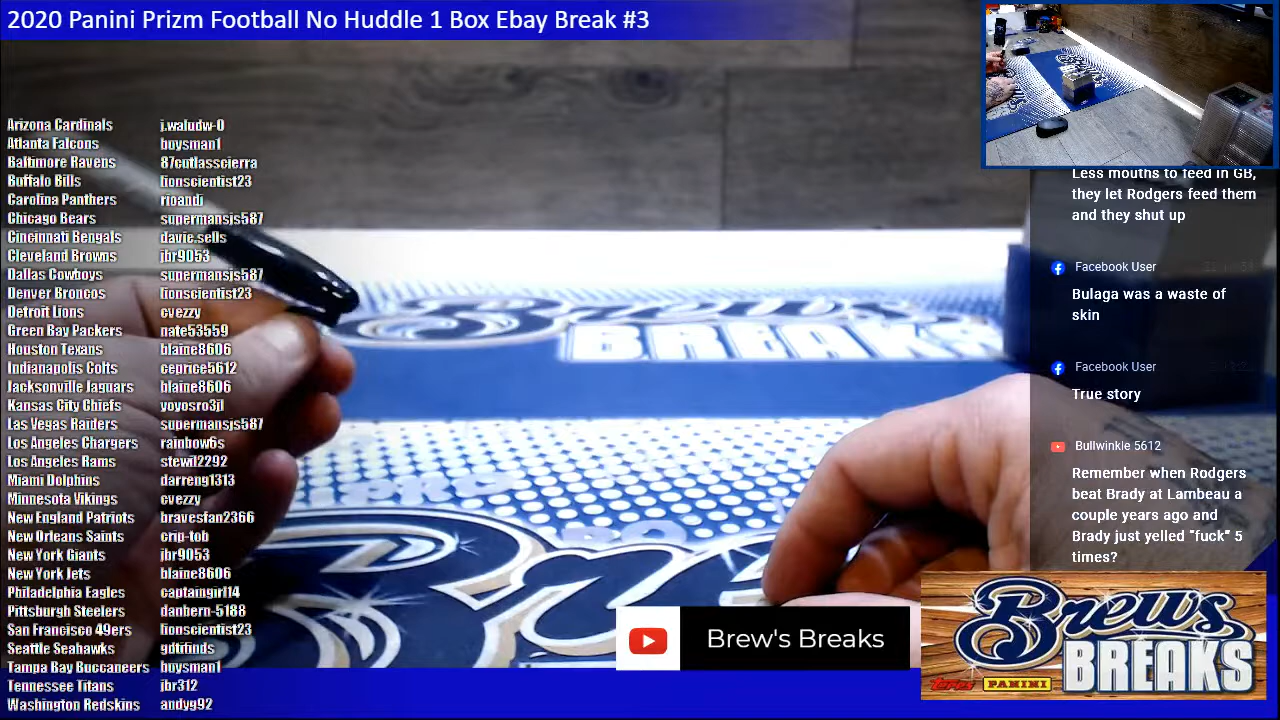 2020 Panini Prizm Football No Huddle 1 Box Ebay Break #3
Arizona Cardinals j.waludw-0
Atlanta Falcons buysman1
Baltimore Ravens 87cutlasscierra
Buffalo Bills lionscientist23
Carolina Panthers rioandi
Chicago Bears supermansjs587
Cincinnati Bengals davie.sells
Cleveland Browns jbr9053
Dallas Cowboys supermansjs587
Denver Broncos lionscientist23
Detroit Lions cvezzy
Green Bay Packers nate53559
Houston Texans blaine8606
Indianapolis Colts ceprice5612
Jacksonville Jaguars blaine8606
Kansas City Chiefs yoyosro3jl
Las Vegas Raiders supermansjs587
Los Angeles Chargers rainbow6s
Los Angeles Rams stewil2292
Miami Dolphins darreng1313
Minnesota Vikings cvezzy
New England Patriots bravesfan2366
New Orleans Saints crip-tob
New York Giants jbr9053
New York Jets blaine8606
Philadelphia Eagles captaingirl14
Pittsburgh Steelers danhern-5188
San Francisco 49ers lionscientist23
Seattle Seahawks gdtifinds
Tampa Bay Buccaneers buysman1
Tennessee Titans jbr312
Washington Redskins andyg92
Brews
BREAKS
Less mouths to feed in GB,
they let Rodgers feed them
and they shut up
Facebook User
Bulaga was a waste of
skin
Facebook User
True story
Bullwinkle 5612
Remember when Rodgers
beat Brady at Lambeau a
couple years ago and
Brady just yelled "fuck" 5
times?
Brew's Breaks
Brews
BREAKS
topps PANINI